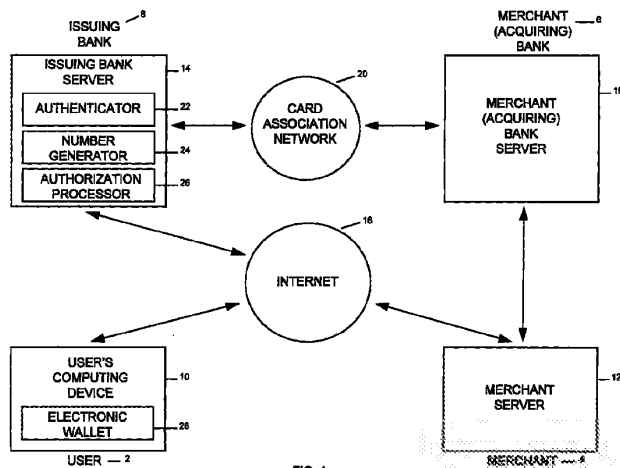 ISSUING BANK 8
MERCHANT (ACQUIRING) BANK 6
ISSUING BANK SERVER
14
AUTHENTICATOR
22
NUMBER GENERATOR
24
AUTHORIZATION PROCESSOR
26
20
CARD ASSOCIATION NETWORK
MERCHANT (ACQUIRING) BANK SERVER
18
INTERNET
USER'S COMPUTING DEVICE
10
ELECTRONIC WALLET
28
USER 2
MERCHANT SERVER
12
MERCHANT